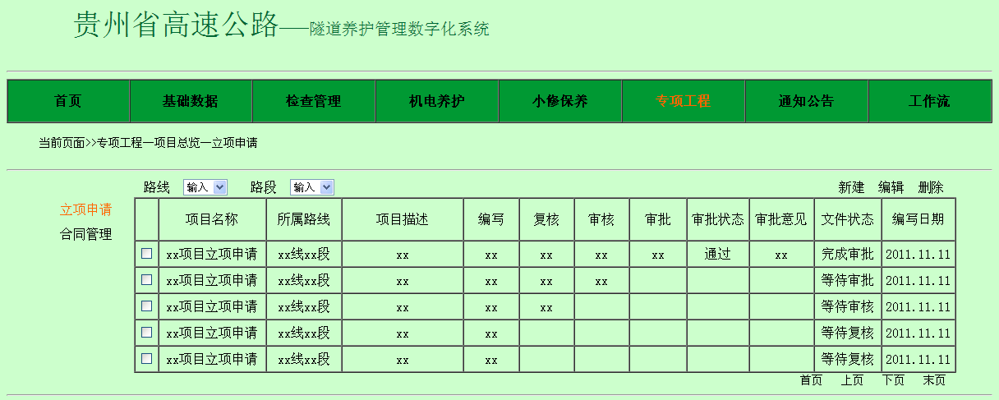 贵州省高速公路——隧道养护管理数字化系统
首页 基础数据 检查管理 机电养护 小修保养 专项工程 通知公告 工作流
当前页面>>专项工程—项目总览—立项申请
路线 输入 路段 输入 新建 编辑 删除
立项申请
合同管理
项目名称 所属路线 项目描述 编写 复核 审核 审批 审批状态 审批意见 文件状态 编写日期
xx项目立项申请 xx线xx段 xx xx xx xx xx 通过 xx 完成审批 2011.11.11
xx项目立项申请 xx线xx段 xx xx xx xx 等待审批 2011.11.11
xx项目立项申请 xx线xx段 xx xx xx 等待审核 2011.11.11
xx项目立项申请 xx线xx段 xx xx 等待复核 2011.11.11
xx项目立项申请 xx线xx段 xx xx 等待复核 2011.11.11
首页 上页 下页 末页